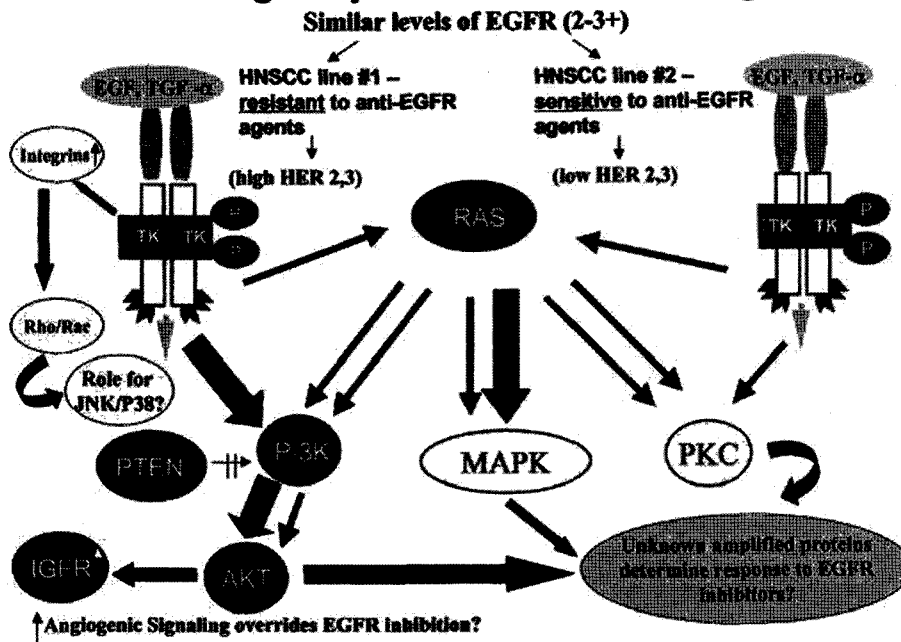 Similar levels of EGFR (2-3+)
HNSCC line #1 –
resistant to anti-EGFR
agents
(high HER 2,3)
HNSCC line #2 –
sensitive to anti-EGFR
agents
(low HER 2,3)
EGF, TGF-α
EGF, TGF-α
Integrins↑
RAS
TK TK
P
P
TK TK
P
P
Rho/Rac
Role for
JNK/P38?
PTEN
PI-3K
MAPK
PKC
IGFR↑
AKT
Unknown amplified proteins
determine response to EGFR
inhibitors?
↑Angiogenic Signaling overrides EGFR inhibition?